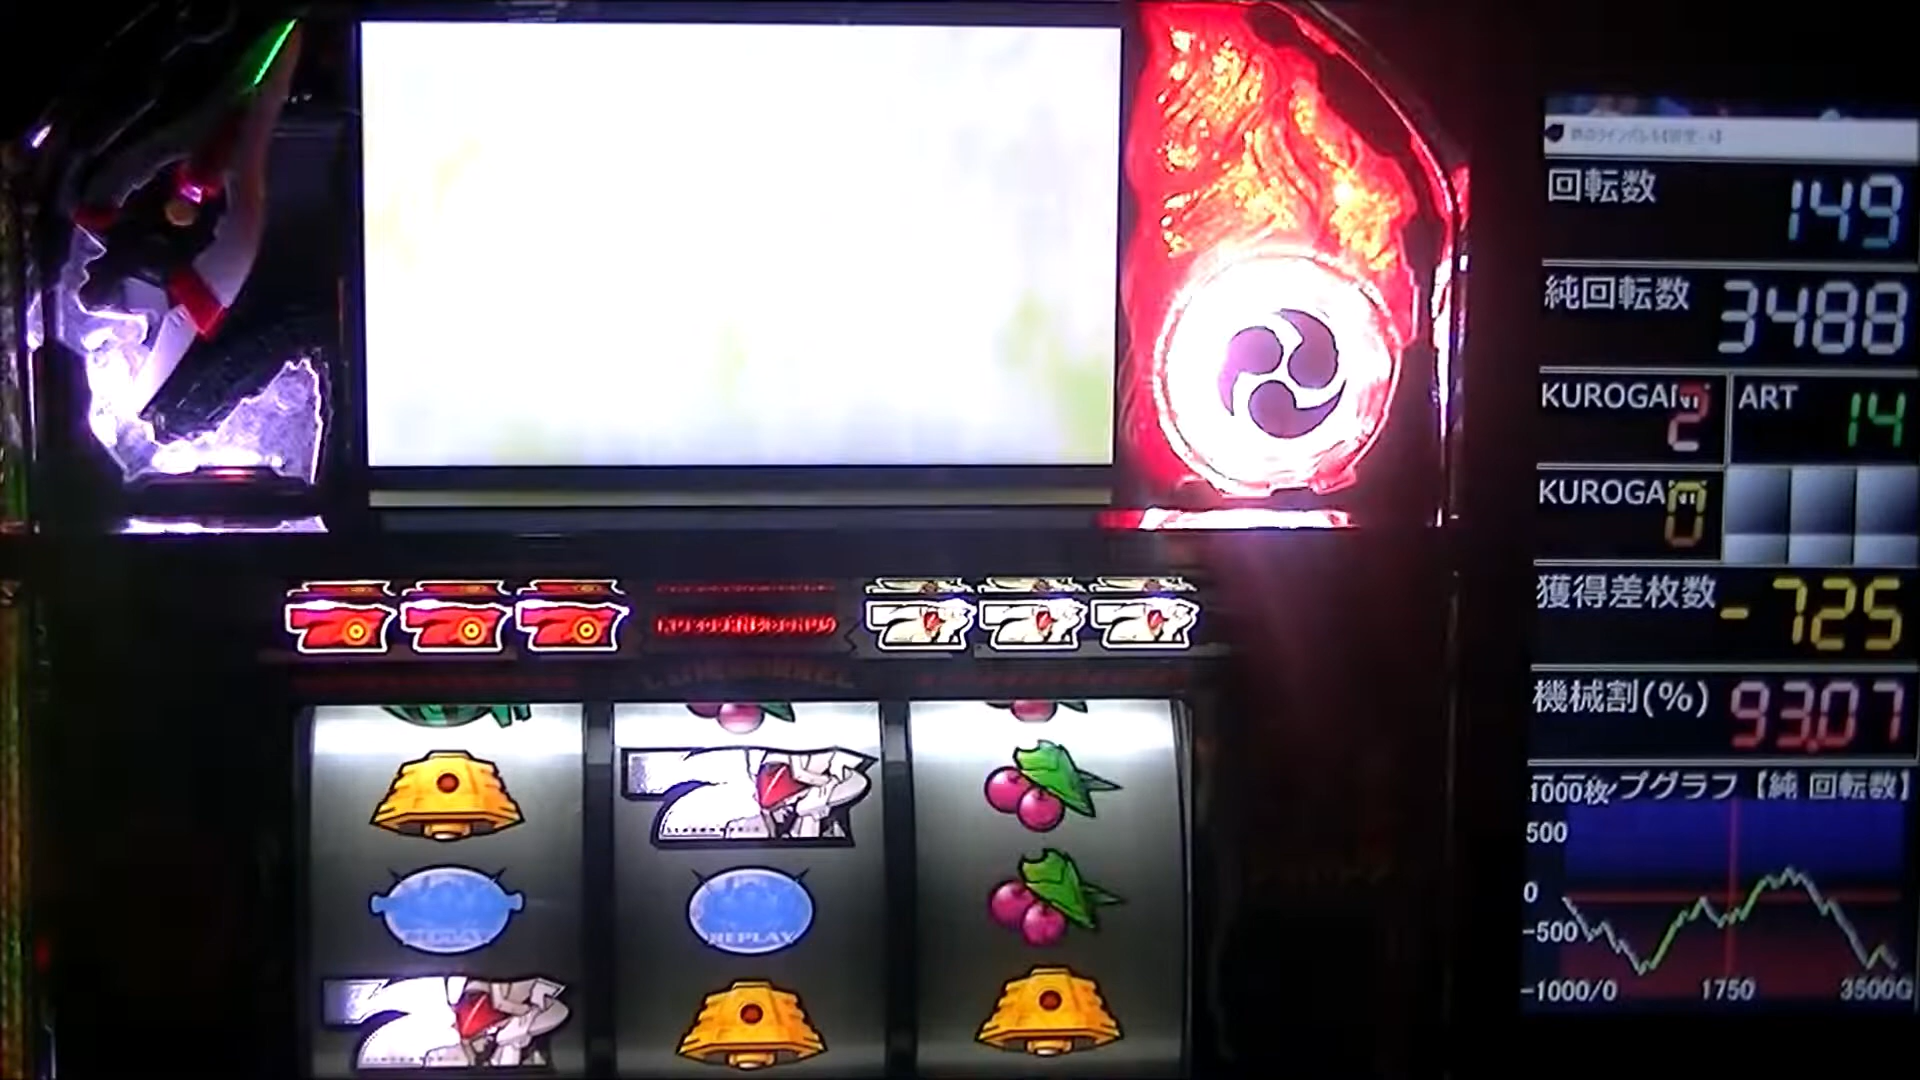 回転数 149
純回転数 3488
KUROGA 2
ART 14
KUROGA 0
獲得差枚数 -725
機械割(%) 93.07
1000枚 プグラフ【純 回転数】
500
0
-500
-1000/0 1750 3500G
REPLAY